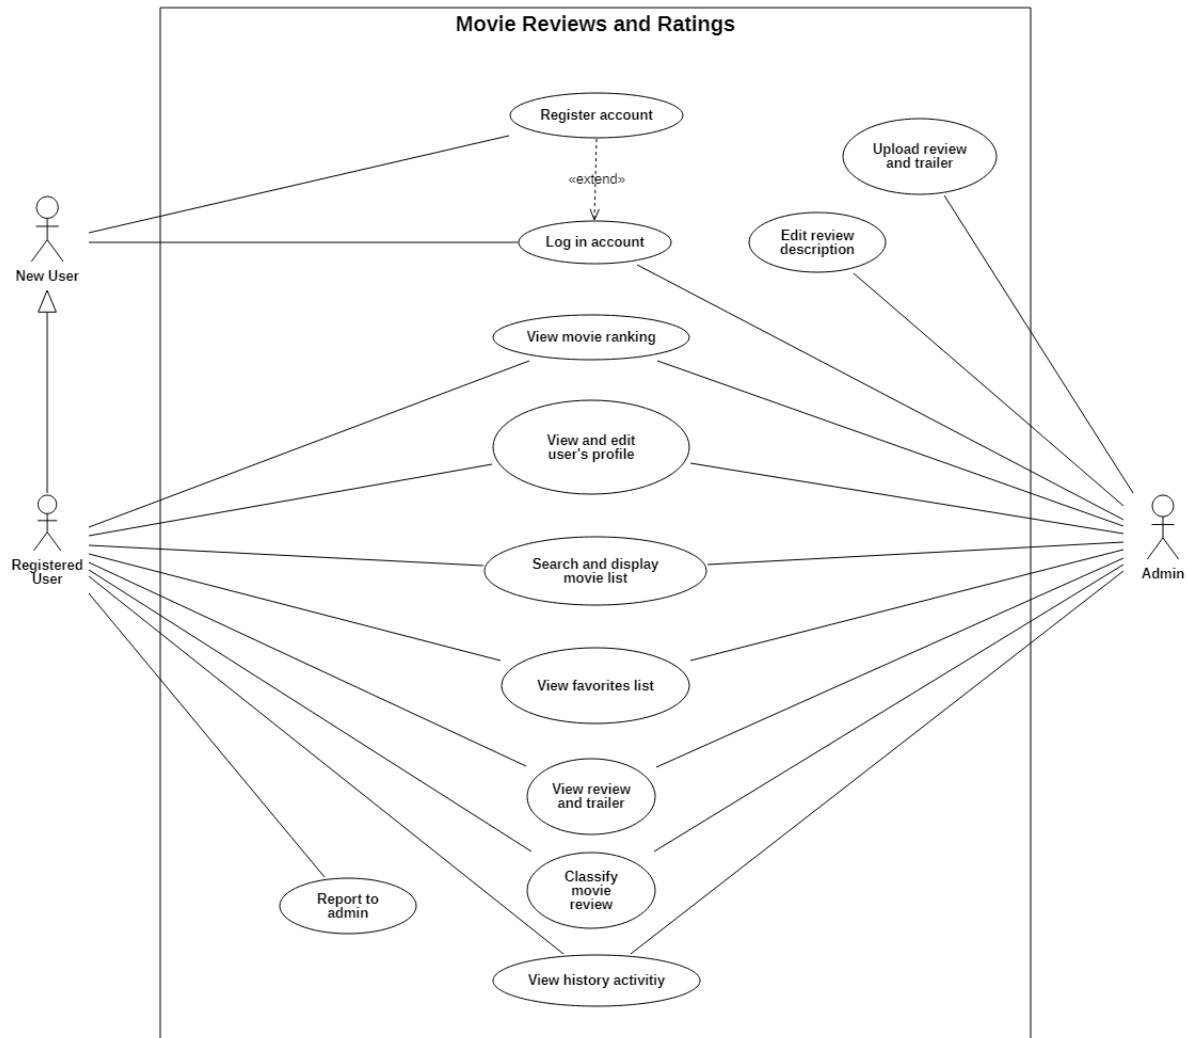 Movie Reviews and Ratings
Register account
Upload review
and trailer
«extend»
New User
Log in account
Edit review
description
View movie ranking
View and edit
user's profile
Registered
User
Search and display
movie list
Admin
View favorites list
View review
and trailer
Classify
movie
review
Report to
admin
View history activitiy